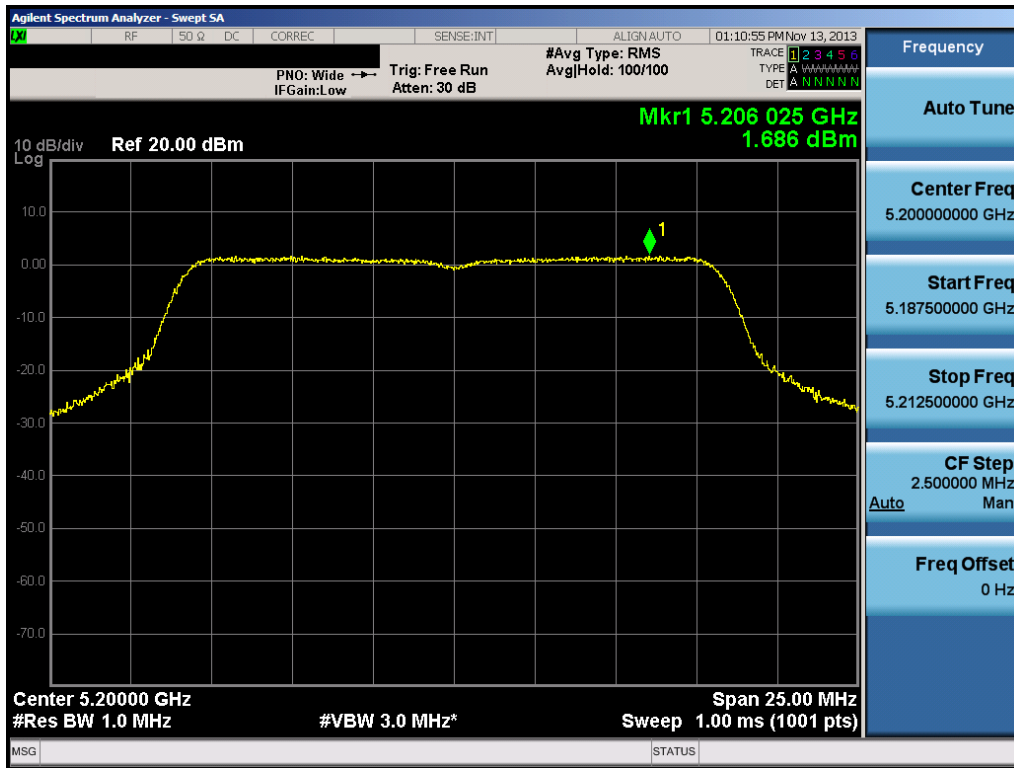 Agilent Spectrum Analyzer - Swept SA
LXI RF 50 Ω DC CORREC SENSE:INT ALIGN AUTO 01:10:55 PM Nov 13, 2013
PNO: Wide
IFGain:Low
Trig: Free Run
Atten: 30 dB
#Avg Type: RMS
Avg|Hold: 100/100
TRACE 1 2 3 4 5 6
TYPE A WWWWW
DET A N N N N N
Mkr1 5.206 025 GHz
1.686 dBm
10 dB/div Ref 20.00 dBm
Log
10.0
0.00
-10.0
-20.0
-30.0
-40.0
-50.0
-60.0
-70.0
1
Center 5.20000 GHz Span 25.00 MHz
#Res BW 1.0 MHz #VBW 3.0 MHz* Sweep 1.00 ms (1001 pts)
MSG STATUS
Frequency
Auto Tune
Center Freq
5.200000000 GHz
Start Freq
5.187500000 GHz
Stop Freq
5.212500000 GHz
CF Step
2.500000 MHz
Auto Man
Freq Offset
0 Hz